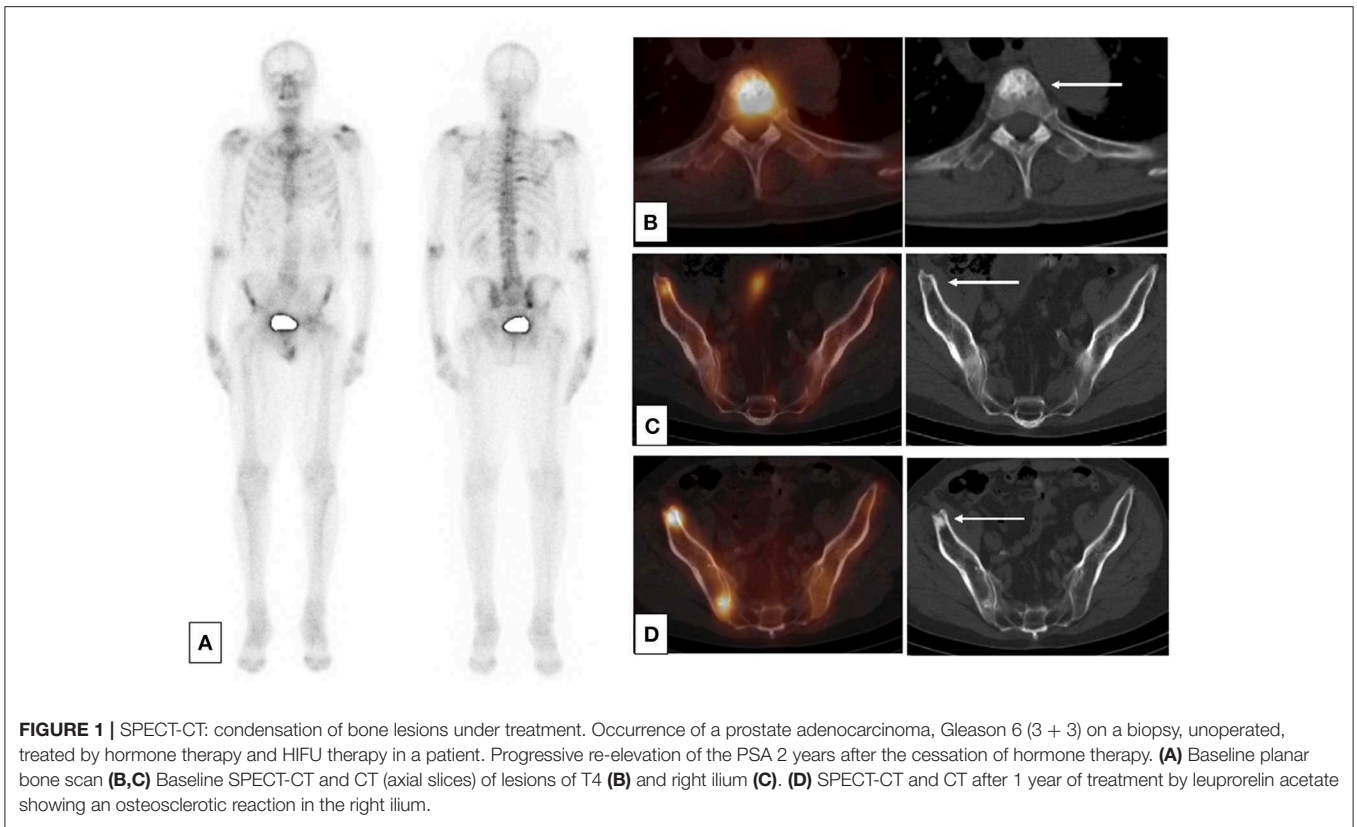 A
B
C
D
FIGURE 1 | SPECT-CT: condensation of bone lesions under treatment. Occurrence of a prostate adenocarcinoma, Gleason 6 (3 + 3) on a biopsy, unoperated,
treated by hormone therapy and HIFU therapy in a patient. Progressive re-elevation of the PSA 2 years after the cessation of hormone therapy. (A) Baseline planar
bone scan (B,C) Baseline SPECT-CT and CT (axial slices) of lesions of T4 (B) and right ilium (C). (D) SPECT-CT and CT after 1 year of treatment by leuprorelin acetate
showing an osteosclerotic reaction in the right ilium.